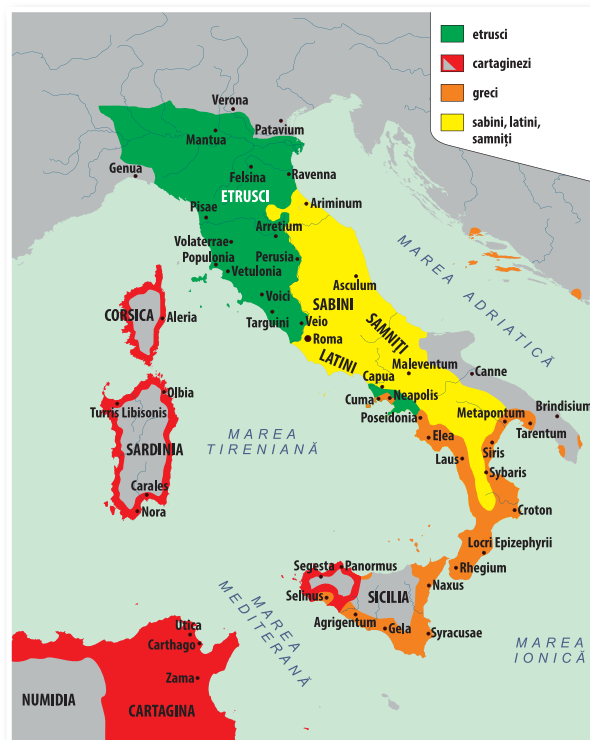 etrusci
cartaginezi
greci
sabini, latini,
samniți
Verona
Patavium
Mantua
Genua
Felsina
Ravenna
ETRUSCI
Ariminum
Pisae
Arretium
Volaterrae
Populonia
Perusia
Vetulonia
MAREA ADRIATICĂ
Asculum
Voici
SABINI
CORSICA
Aleria
Targuini
Veio
SAMNIȚI
Roma
LATINI
Maleventum
Canne
Capua
Olbia
Cuma
Neapolis
Turris Libisonis
Poseidonia
Metapontum
Brindisium
Tarentum
MAREA
TIRENIANĂ
Elea
SARDINIA
Laus
Siris
Sybaris
Carales
Nora
Croton
Locri Epizephyrii
Segesta
Panormus
Rhegium
Naxus
Selinus
SICILIA
MAREA
MEDITERANĂ
Agrigentum
Gela
Syracusae
Utica
Carthago
MAREA
IONICĂ
Zama
NUMIDIA
CARTAGINA